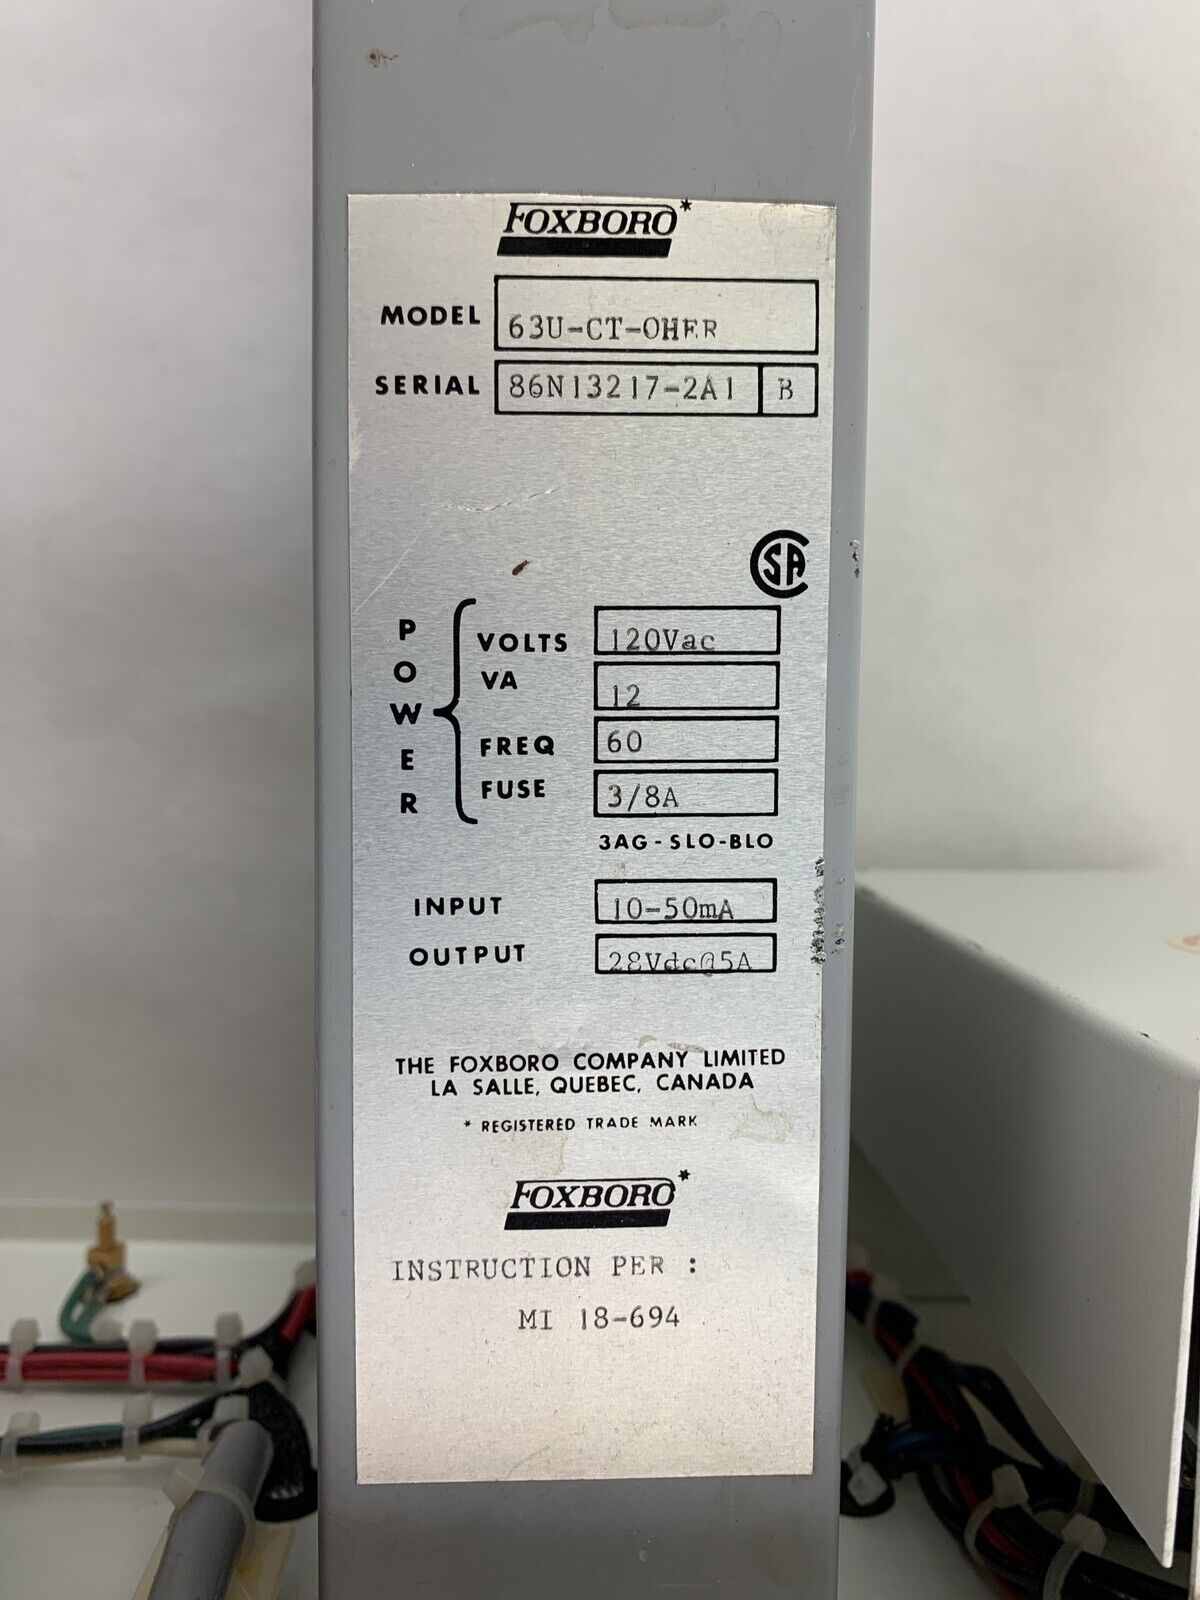 FOXBORO*
MODEL 63U-CT-OHER
SERIAL 86N13217-2A1 B
CSA
POWER
VOLTS 120Vac
VA 12
FREQ 60
FUSE 3/8A
3AG-SLO-BLO
INPUT 10-50mA
OUTPUT 28Vdc@5A
THE FOXBORO COMPANY LIMITED
LA SALLE, QUEBEC, CANADA
* REGISTERED TRADE MARK
FOXBORO*
INSTRUCTION PER :
MI 18-694